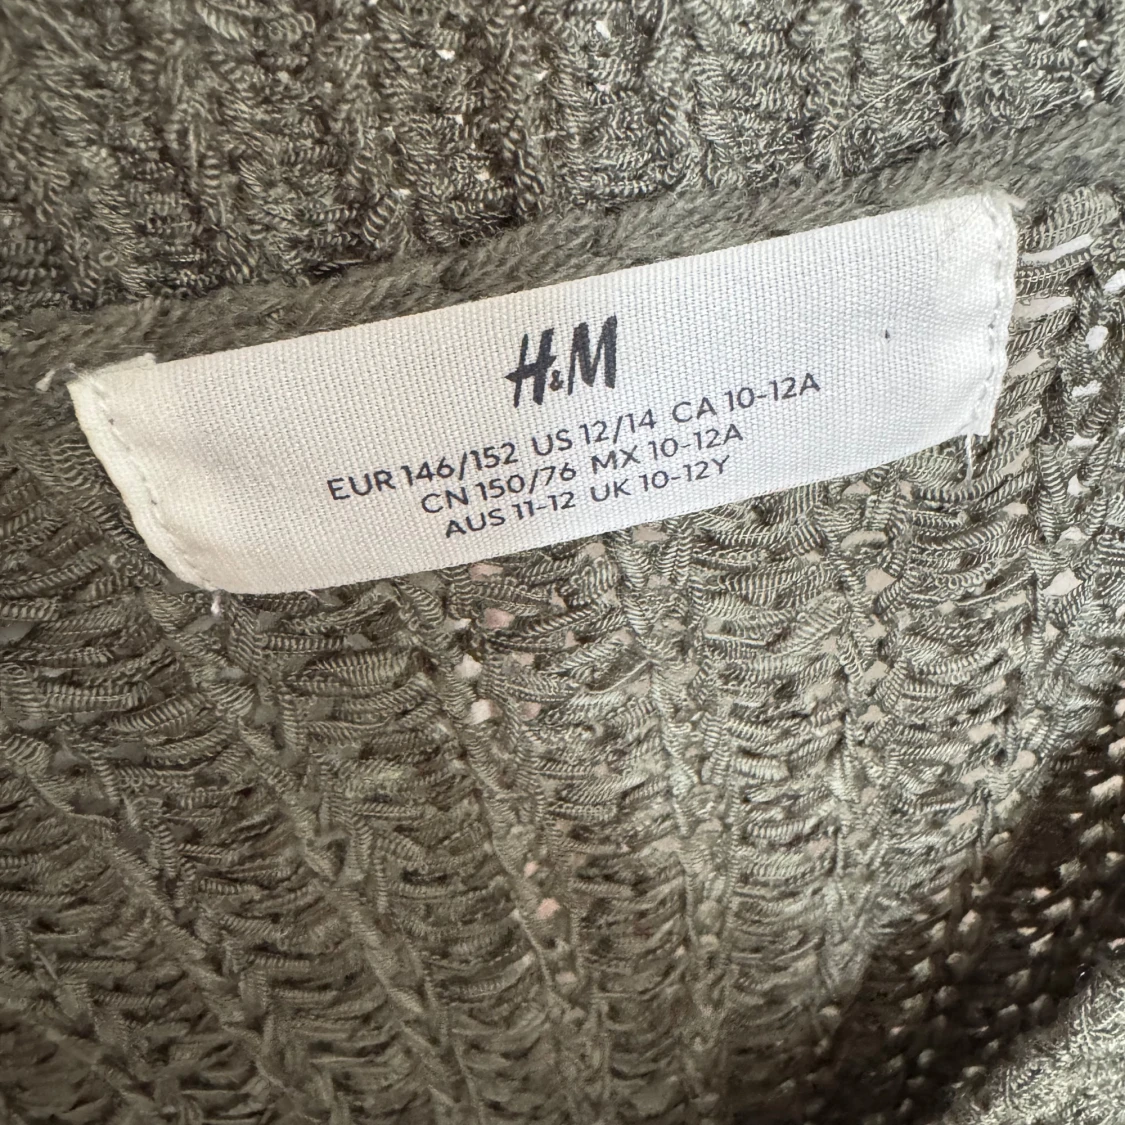 H&M
EUR 146/152 US 12/14 CA 10-12A
CN 150/76 MX 10-12A
AUS 11-12 UK 10-12Y